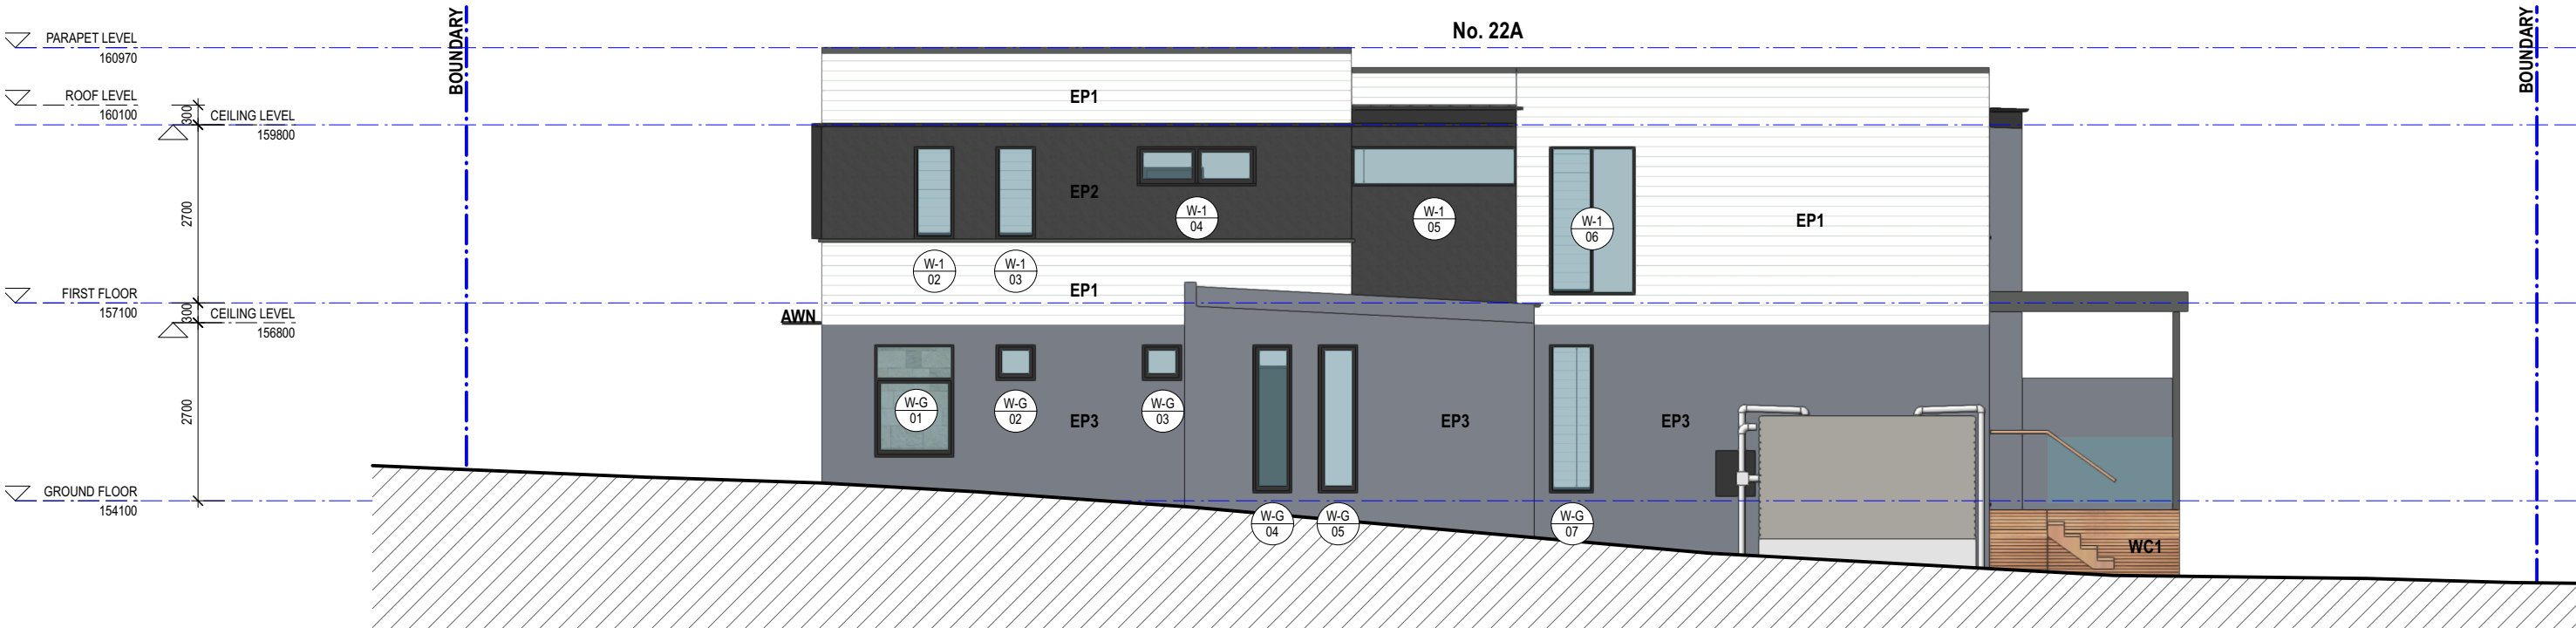 No. 22A
BOUNDARY
BOUNDARY
PARAPET LEVEL
160970
ROOF LEVEL
160100
300
CEILING LEVEL
159800
2700
FIRST FLOOR
157100
300
CEILING LEVEL
156800
2700
GROUND FLOOR
154100
EP1
EP2
W-1
04
W-1
05
W-1
06
EP1
W-1
02
W-1
03
EP1
AWN
W-G
01
W-G
02
EP3
W-G
03
EP3
EP3
W-G
04
W-G
05
W-G
07
WC1